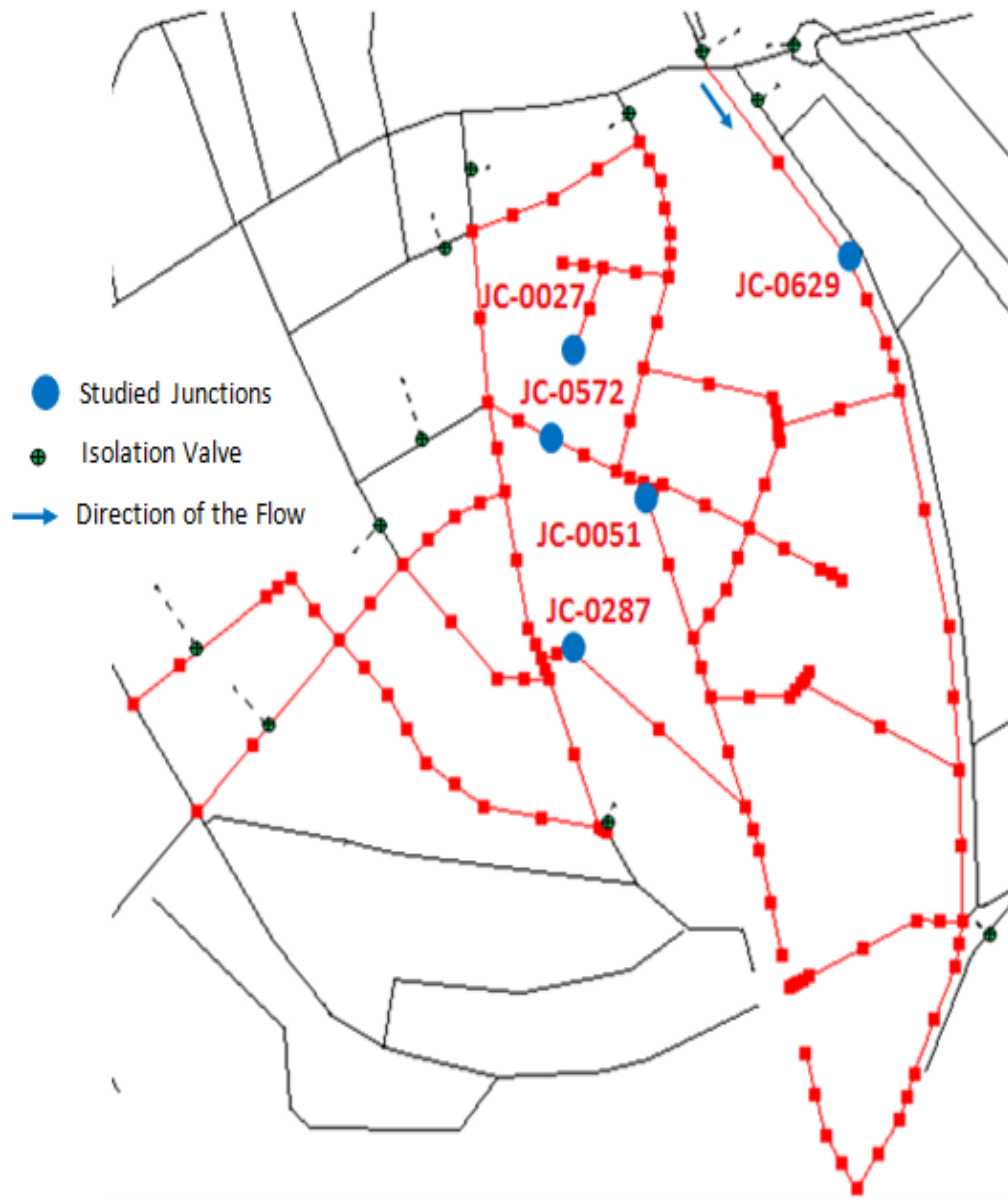 JC-0629
JC-0027
JC-0572
JC-0051
JC-0287
Studied Junctions
Isolation Valve
Direction of the Flow